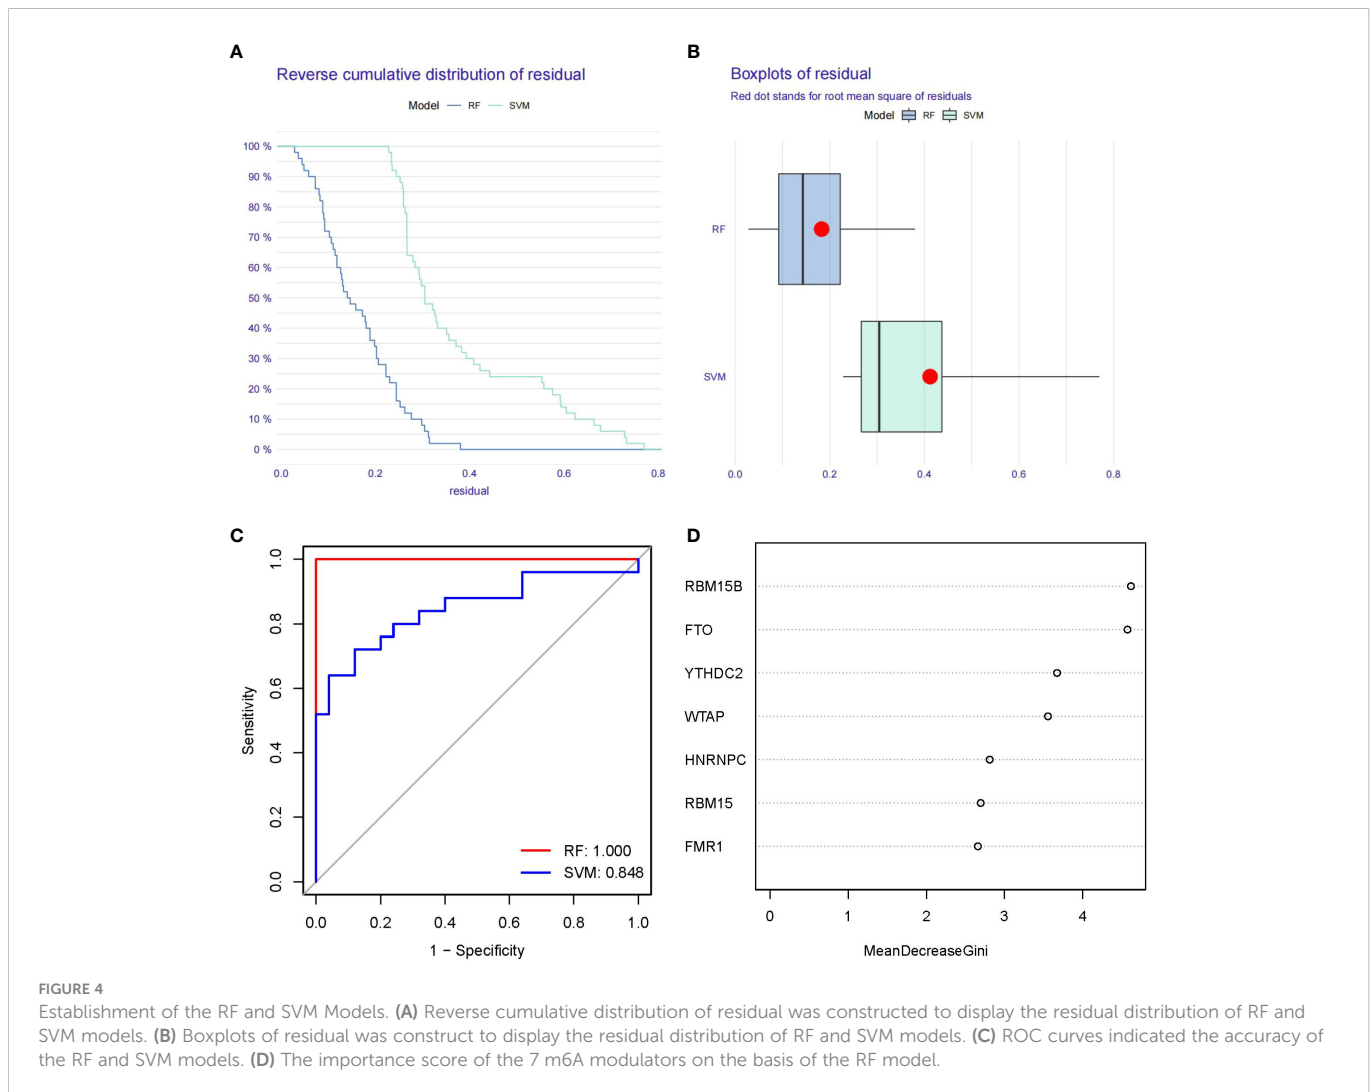 A
Reverse cumulative distribution of residual
Model RF SVM
100 %
90 %
80 %
70 %
60 %
50 %
40 %
30 %
20 %
10 %
0 %
0.0 0.2 0.4 0.6 0.8
residual
B
Boxplots of residual
Red dot stands for root mean square of residuals
Model RF SVM
RF
SVM
0.0 0.2 0.4 0.6 0.8
C
Sensitivity
1.0
0.8
0.6
0.4
0.2
0.0
RF: 1.000
SVM: 0.848
0.0 0.2 0.4 0.6 0.8 1.0
1 − Specificity
D
RBM15B
FTO
YTHDC2
WTAP
HNRNPC
RBM15
FMR1
0 1 2 3 4
MeanDecreaseGini
FIGURE 4
Establishment of the RF and SVM Models. (A) Reverse cumulative distribution of residual was constructed to display the residual distribution of RF and
SVM models. (B) Boxplots of residual was construct to display the residual distribution of RF and SVM models. (C) ROC curves indicated the accuracy of
the RF and SVM models. (D) The importance score of the 7 m6A modulators on the basis of the RF model.